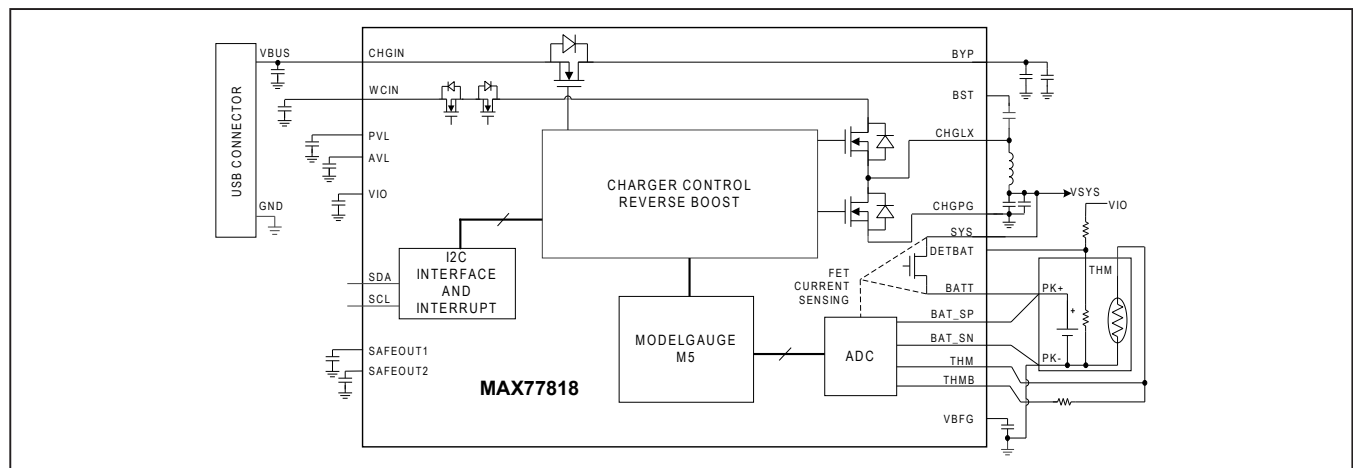 USB CONNECTOR
VBUS
GND
CHGIN
WCIN
PVL
AVL
VIO
SDA
SCL
SAFEOUT1
SAFEOUT2
I2C
INTERFACE
AND
INTERRUPT
CHARGER CONTROL
REVERSE BOOST
MODELGAUGE
M5
MAX77818
ADC
FET
CURRENT
SENSING
BYP
BST
CHGLX
CHGPG
SYS
DETBAT
BATT
BAT_SP
BAT_SN
THM
THMB
VBFG
VSYS
VIO
THM
PK+
+
PK-